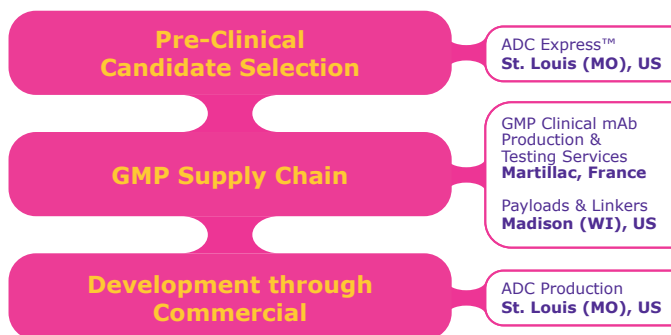 Pre-Clinical
Candidate Selection
ADC Express™
St. Louis (MO), US
GMP Supply Chain
GMP Clinical mAb
Production &
Testing Services
Martillac, France
Payloads & Linkers
Madison (WI), US
Development through
Commercial
ADC Production
St. Louis (MO), US